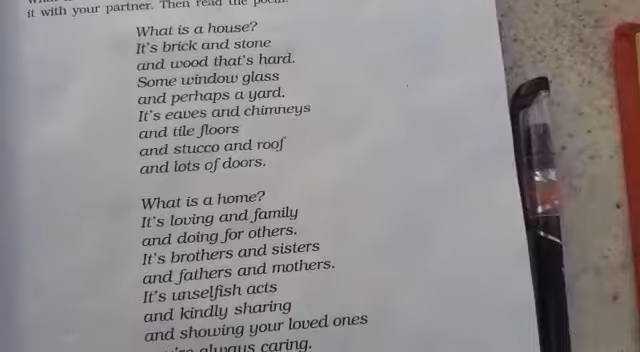 it with your partner. Then read the poem.
What is a house?
It's brick and stone
and wood that's hard.
Some window glass
and perhaps a yard.
It's eaves and chimneys
and tile floors
and stucco and roof
and lots of doors.
What is a home?
It's loving and family
and doing for others.
It's brothers and sisters
and fathers and mothers.
It's unselfish acts
and kindly sharing
and showing your loved ones
always caring.